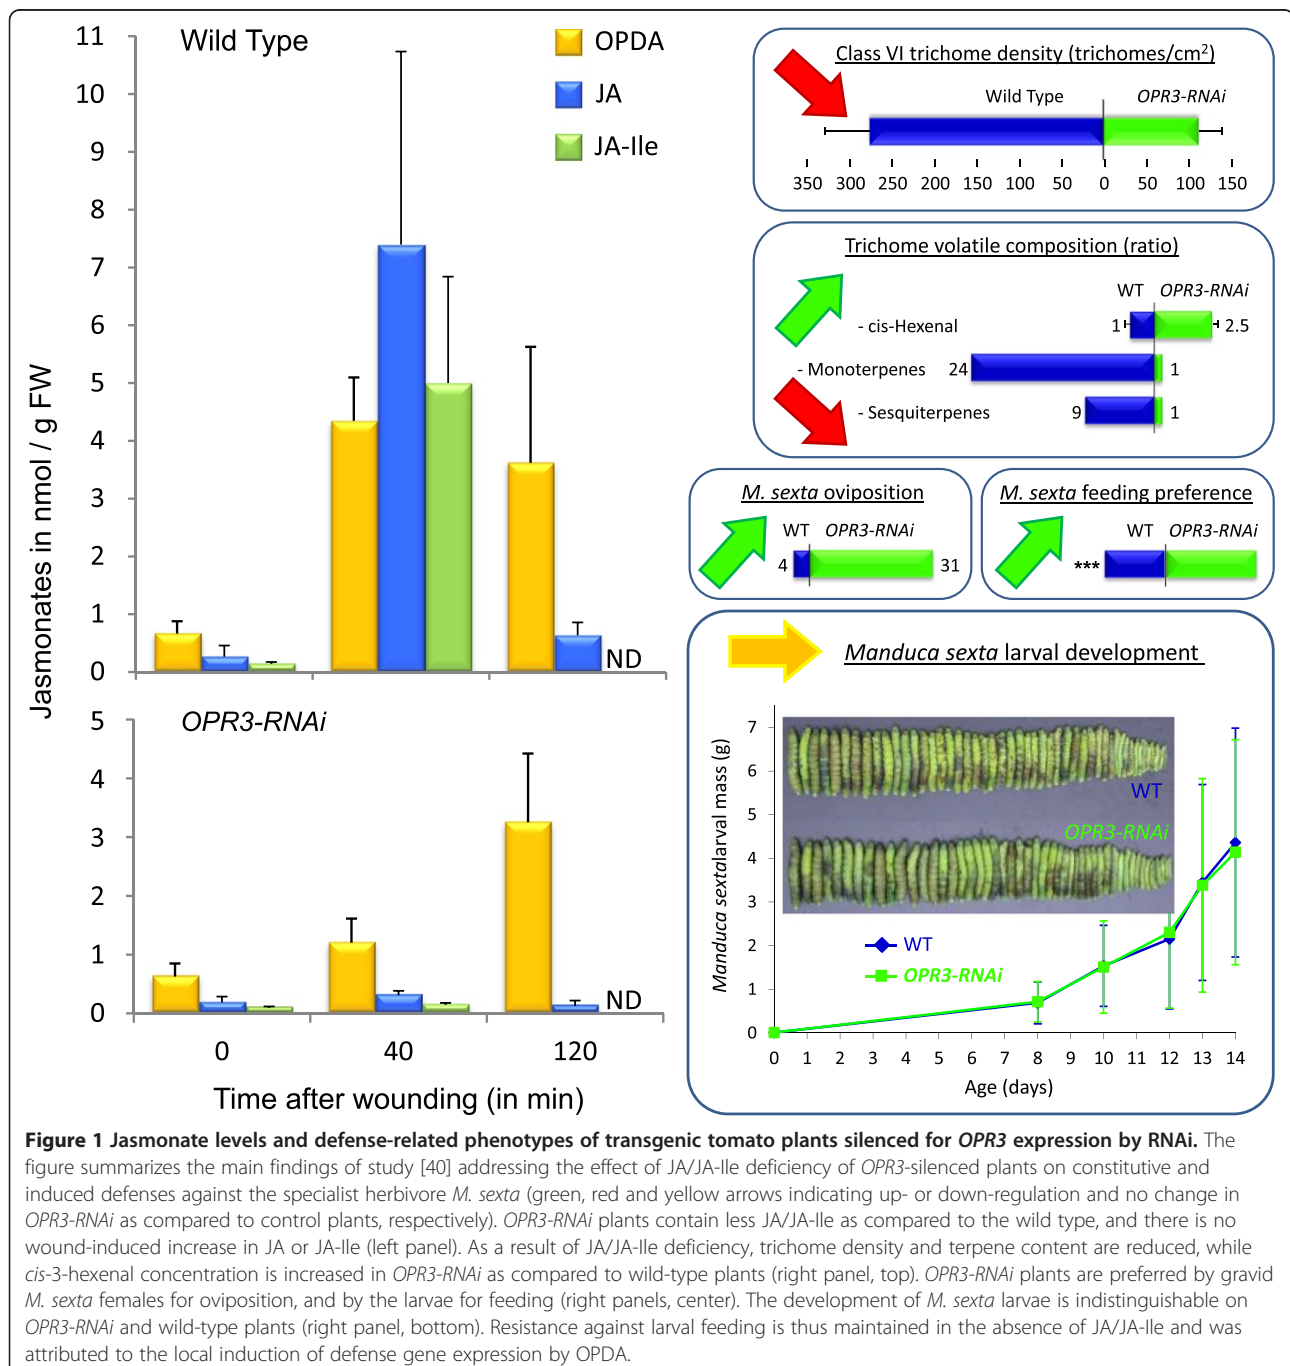 Wild Type
OPDA
JA
JA-Ile
Jasmonates in nmol / g FW
11
10
9
8
7
6
5
4
3
2
1
0
ND
OPR3-RNAi
5
4
3
2
1
0
ND
0 40 120
Time after wounding (in min)
Class VI trichome density (trichomes/cm2)
Wild Type OPR3-RNAi
350 300 250 200 150 100 50 0 50 100 150
Trichome volatile composition (ratio)
WT OPR3-RNAi
- cis-Hexenal 1 2.5
- Monoterpenes 24 1
- Sesquiterpenes 9 1
M. sexta oviposition
WT OPR3-RNAi
4 31
M. sexta feeding preference
WT OPR3-RNAi
***
Manduca sexta larval development
Manduca sextalarval mass (g)
7
6
5
4
3
2
1
0
WT
OPR3-RNAi
WT
OPR3-RNAi
0 1 2 3 4 5 6 7 8 9 10 11 12 13 14
Age (days)
Figure 1 Jasmonate levels and defense-related phenotypes of transgenic tomato plants silenced for OPR3 expression by RNAi. The
figure summarizes the main findings of study [40] addressing the effect of JA/JA-Ile deficiency of OPR3-silenced plants on constitutive and
induced defenses against the specialist herbivore M. sexta (green, red and yellow arrows indicating up- or down-regulation and no change in
OPR3-RNAi as compared to control plants, respectively). OPR3-RNAi plants contain less JA/JA-Ile as compared to the wild type, and there is no
wound-induced increase in JA or JA-Ile (left panel). As a result of JA/JA-Ile deficiency, trichome density and terpene content are reduced, while
cis-3-hexenal concentration is increased in OPR3-RNAi as compared to wild-type plants (right panel, top). OPR3-RNAi plants are preferred by gravid
M. sexta females for oviposition, and by the larvae for feeding (right panels, center). The development of M. sexta larvae is indistinguishable on
OPR3-RNAi and wild-type plants (right panel, bottom). Resistance against larval feeding is thus maintained in the absence of JA/JA-Ile and was
attributed to the local induction of defense gene expression by OPDA.